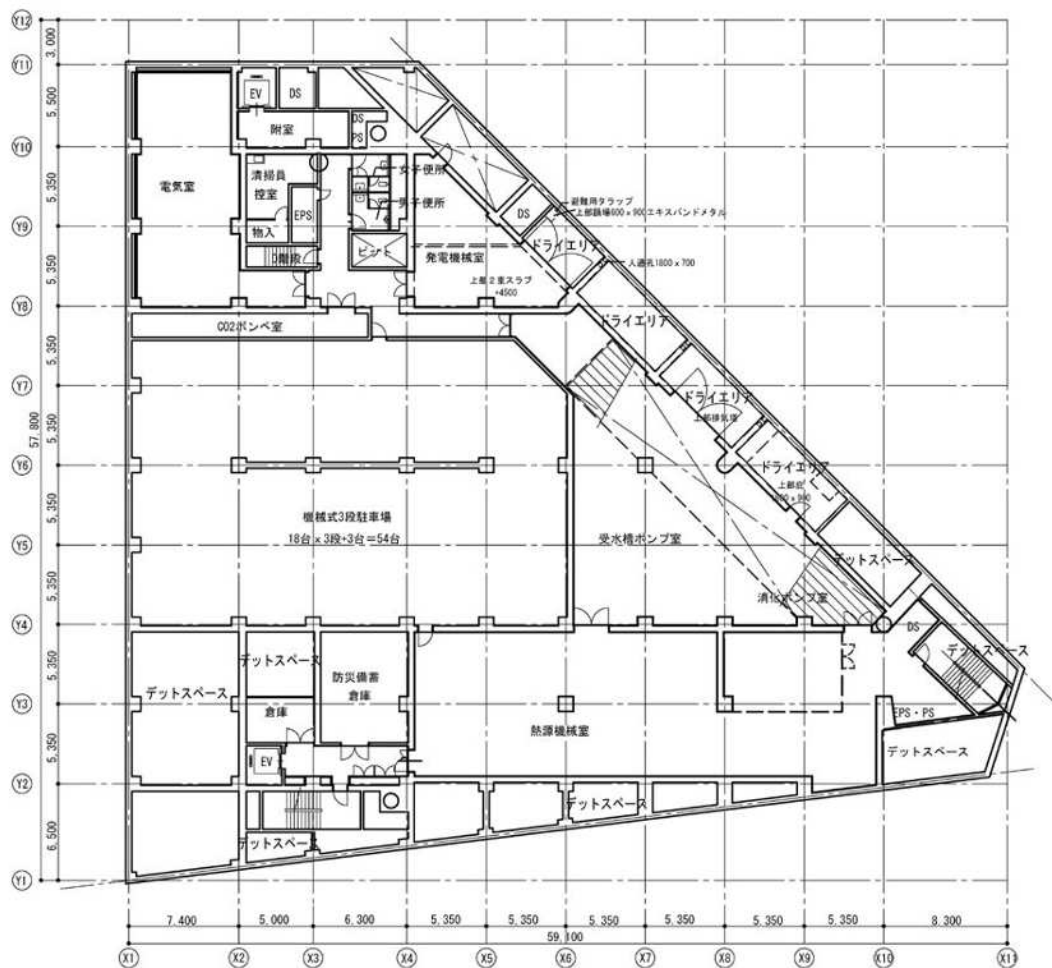 Y12
3.000
Y11
5.500
Y10
5.350
Y9
5.350
Y8
5.350
Y7
57.800
5.350
Y6
5.350
Y5
5.350
Y4
5.350
Y3
5.350
Y2
6.500
Y1
EV
DS
附室
DS
PS
電気室
清掃員
控室
EPS
物入
女子便所
男子便所
ピット
発電機械室
上部2重スラブ
+4500
DS
避難用タラップ
ドライエリア
人通孔1800x700
CO2ボンベ室
ドライエリア
ドライエリア
ドライエリア
上部庇
機械式3段駐車場
18台x3段+3台=54台
受水槽ポンプ室
デットスペース
消化ポンプ室
DS
デットスペース
デットスペース
デットスペース
防災備蓄
倉庫
倉庫
EV
熱源機械室
EPS・PS
デットスペース
デットスペース
デットスペース
7.400
5.000
6.300
5.350
5.350
5.350
5.350
5.350
5.350
8.300
59.100
X1
X2
X3
X4
X5
X6
X7
X8
X9
X10
X11